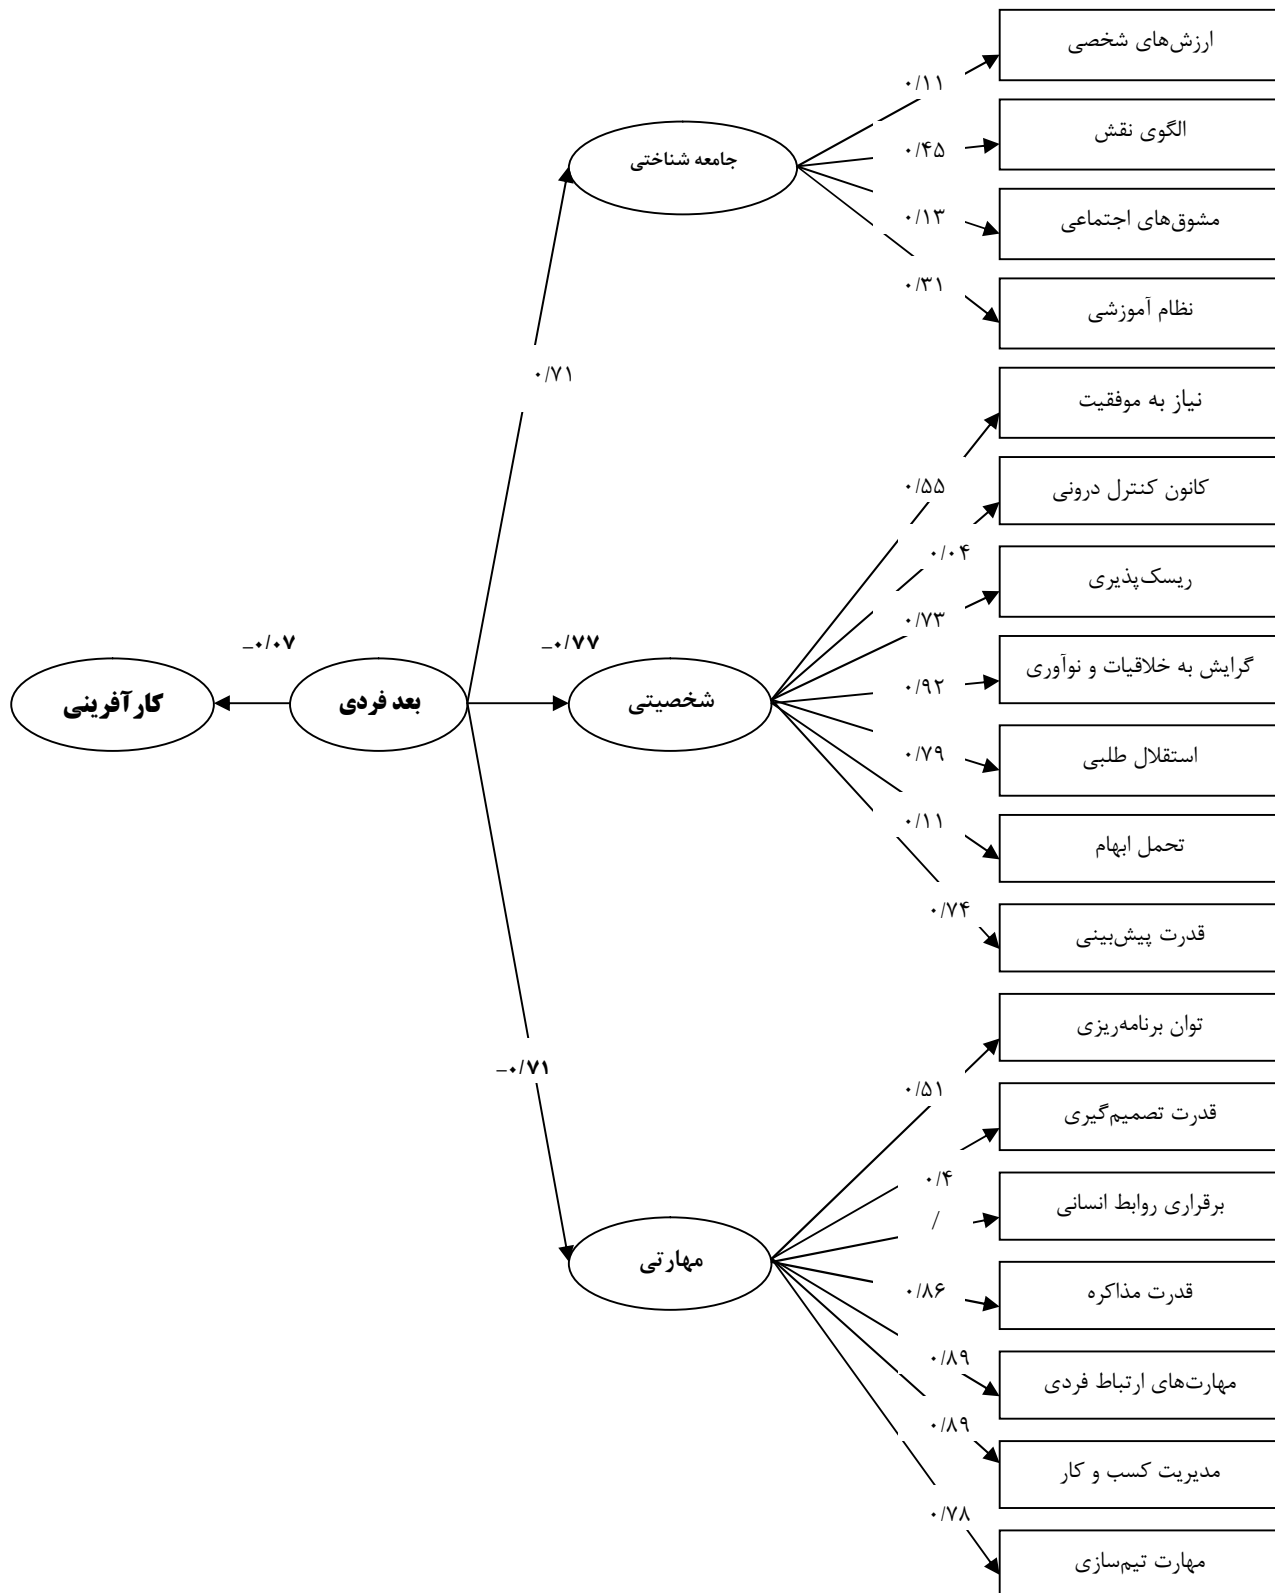 ارزش‌های شخصی
۰/۱۱
الگوی نقش
جامعه شناختی
۰/۴۵
مشوق‌های اجتماعی
۰/۱۳
۰/۳۱
نظام آموزشی
۰/۷۱
نیاز به موفقیت
۰/۵۵
کانون کنترل درونی
۰/۰۴
ریسک‌پذیری
۰/۷۳
گرایش به خلاقیات و نوآوری
–۰/۰۷
–۰/۷۷
۰/۹۲
کارآفرینی
بعد فردی
شخصیتی
۰/۷۹
استقلال طلبی
۰/۱۱
تحمل ابهام
۰/۷۴
قدرت پیش‌بینی
توان برنامه‌ریزی
–۰/۷۱
۰/۵۱
قدرت تصمیم‌گیری
۰/۴
/
برقراری روابط انسانی
مهارتی
۰/۸۶
قدرت مذاکره
۰/۸۹
مهارت‌های ارتباط فردی
۰/۸۹
مدیریت کسب و کار
۰/۷۸
مهارت تیم‌سازی